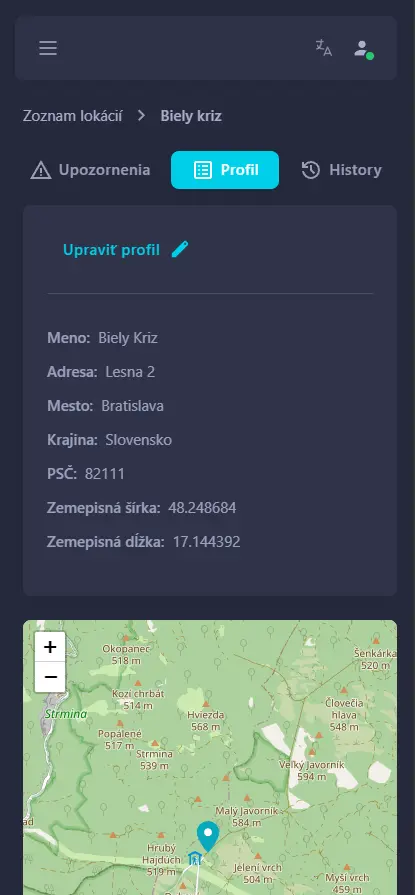 Zoznam lokácií > Biely kriz
Upozornenia Profil History
Upraviť profil
Meno: Biely Kriz
Adresa: Lesna 2
Mesto: Bratislava
Krajina: Slovensko
PSČ: 82111
Zemepisná šírka: 48.248684
Zemepisná dĺžka: 17.144392
+
−
Okopanec
518 m
Šenkárka
520 m
Kozí chrbát
514 m
Človečia
hlava
548 m
Strmina
Hviezda
568 m
Popálené
517 m
Strmina
539 m
Veľký Javorník
594 m
Malý Javorník
584 m
Hrubý
Hajdúch
519 m
Jelení vrch
504 m
Myší vrch
459 m
ad